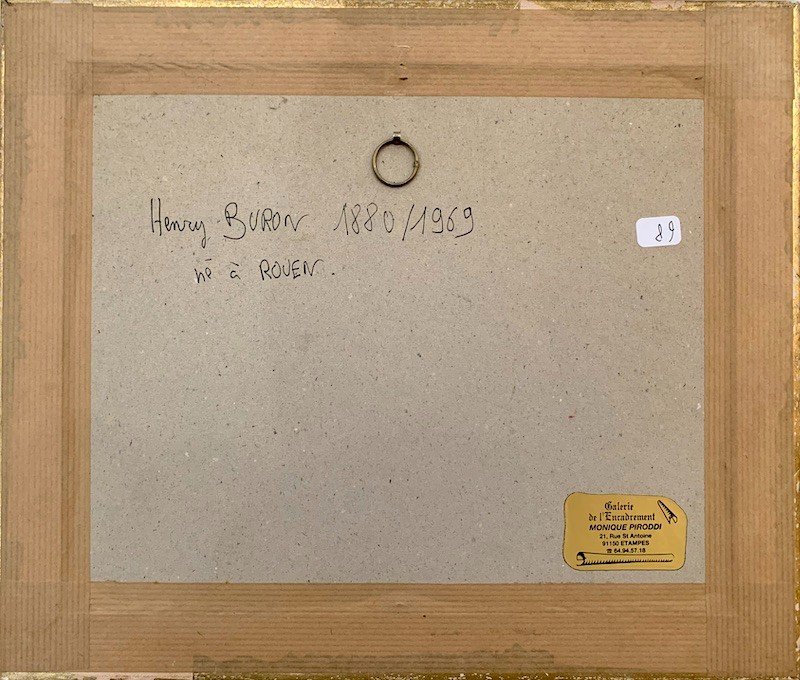 Henry BURON 1880/1969
né à ROUEN.
89
Galerie
de l'Encadrement
MONIQUE PIRODDI
21, Rue St Antoine
91150 ETAMPES
☎ 64.94.57.18